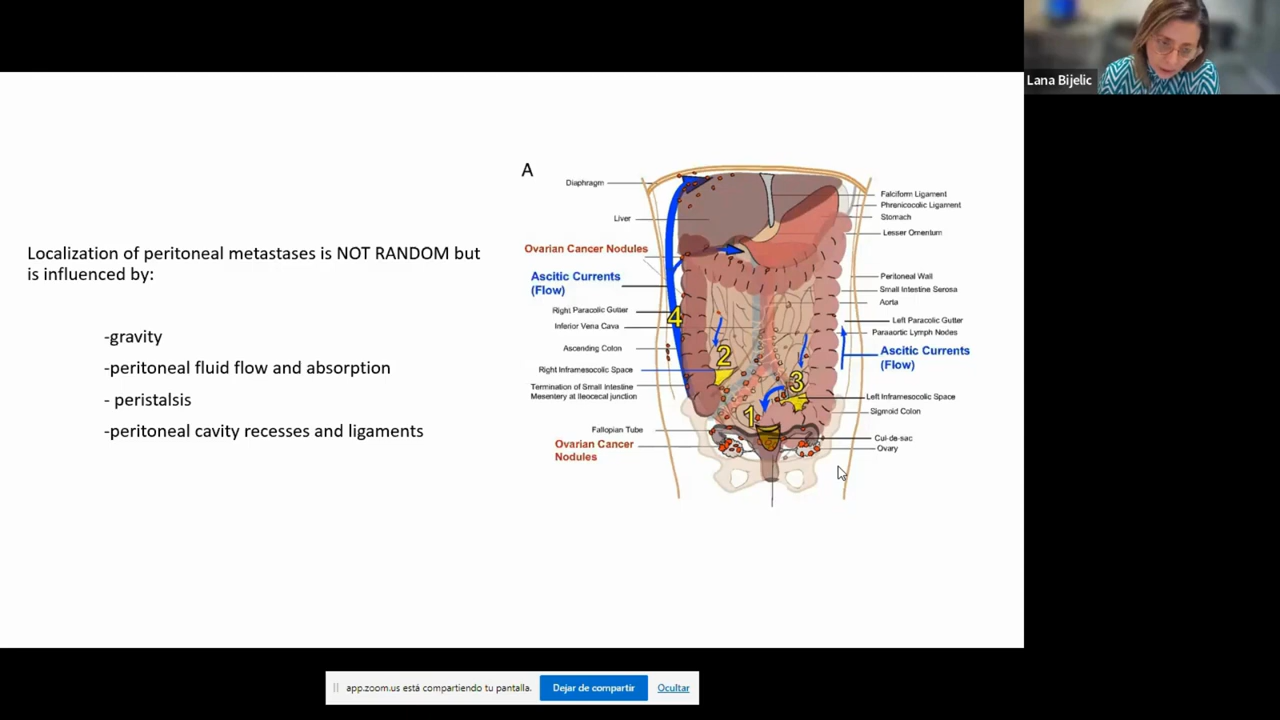 Lana Bijelic
A
Localization of peritoneal metastases is NOT RANDOM but
is influenced by:
-gravity
-peritoneal fluid flow and absorption
- peristalsis
-peritoneal cavity recesses and ligaments
Diaphragm
Liver
Ovarian Cancer Nodules
Ascitic Currents
(Flow)
Right Paracolic Gutter
Inferior Vena Cava
Ascending Colon
Right Inframesocolic Space
Termination of Small Intestine
Mesentery at Ileocecal junction
Fallopian Tube
Ovarian Cancer
Nodules
4
2
3
1
Falciform Ligament
Phrenicocolic Ligament
Stomach
Lesser Omentum
Peritoneal Wall
Small Intestine Serosa
Aorta
Left Paracolic Gutter
Paraaortic Lymph Nodes
Ascitic Currents
(Flow)
Left Inframesocolic Space
Sigmoid Colon
Cul-de-sac
Ovary
app.zoom.us está compartiendo tu pantalla.
Dejar de compartir
Ocultar